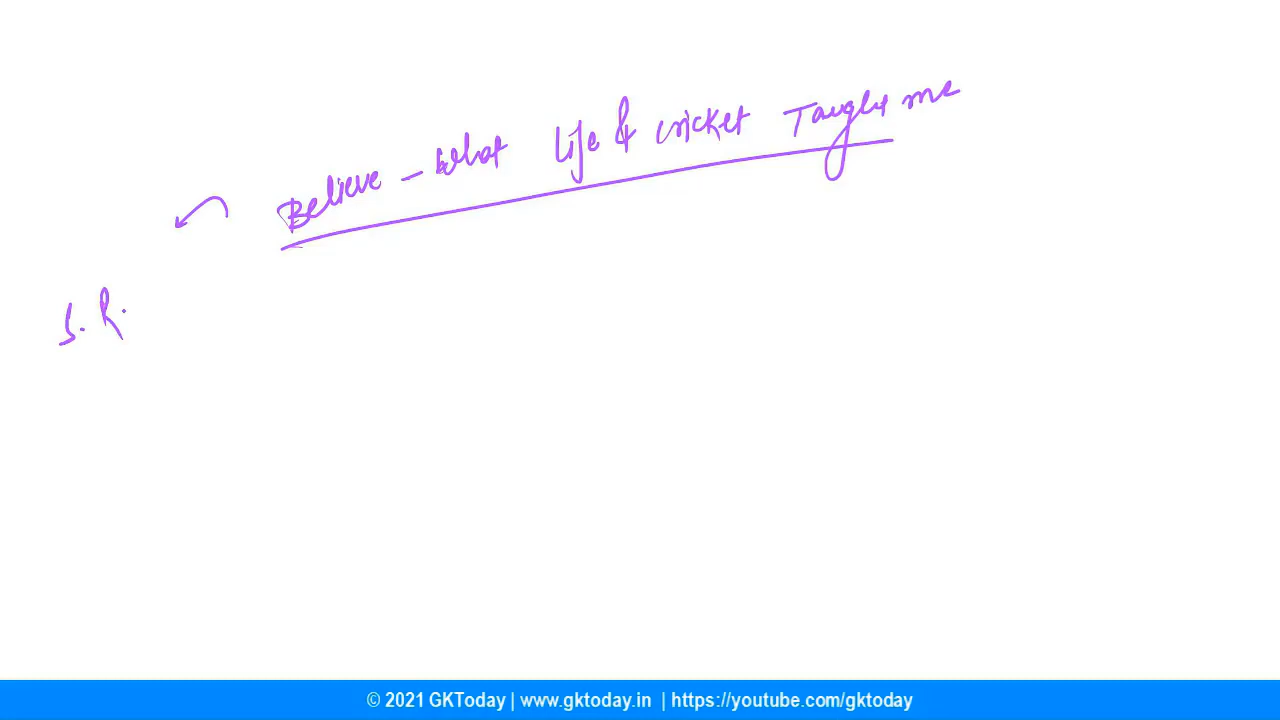 Believe - What Life & cricket Taught me
S. R.
© 2021 GKToday | www.gktoday.in | https://youtube.com/gktoday